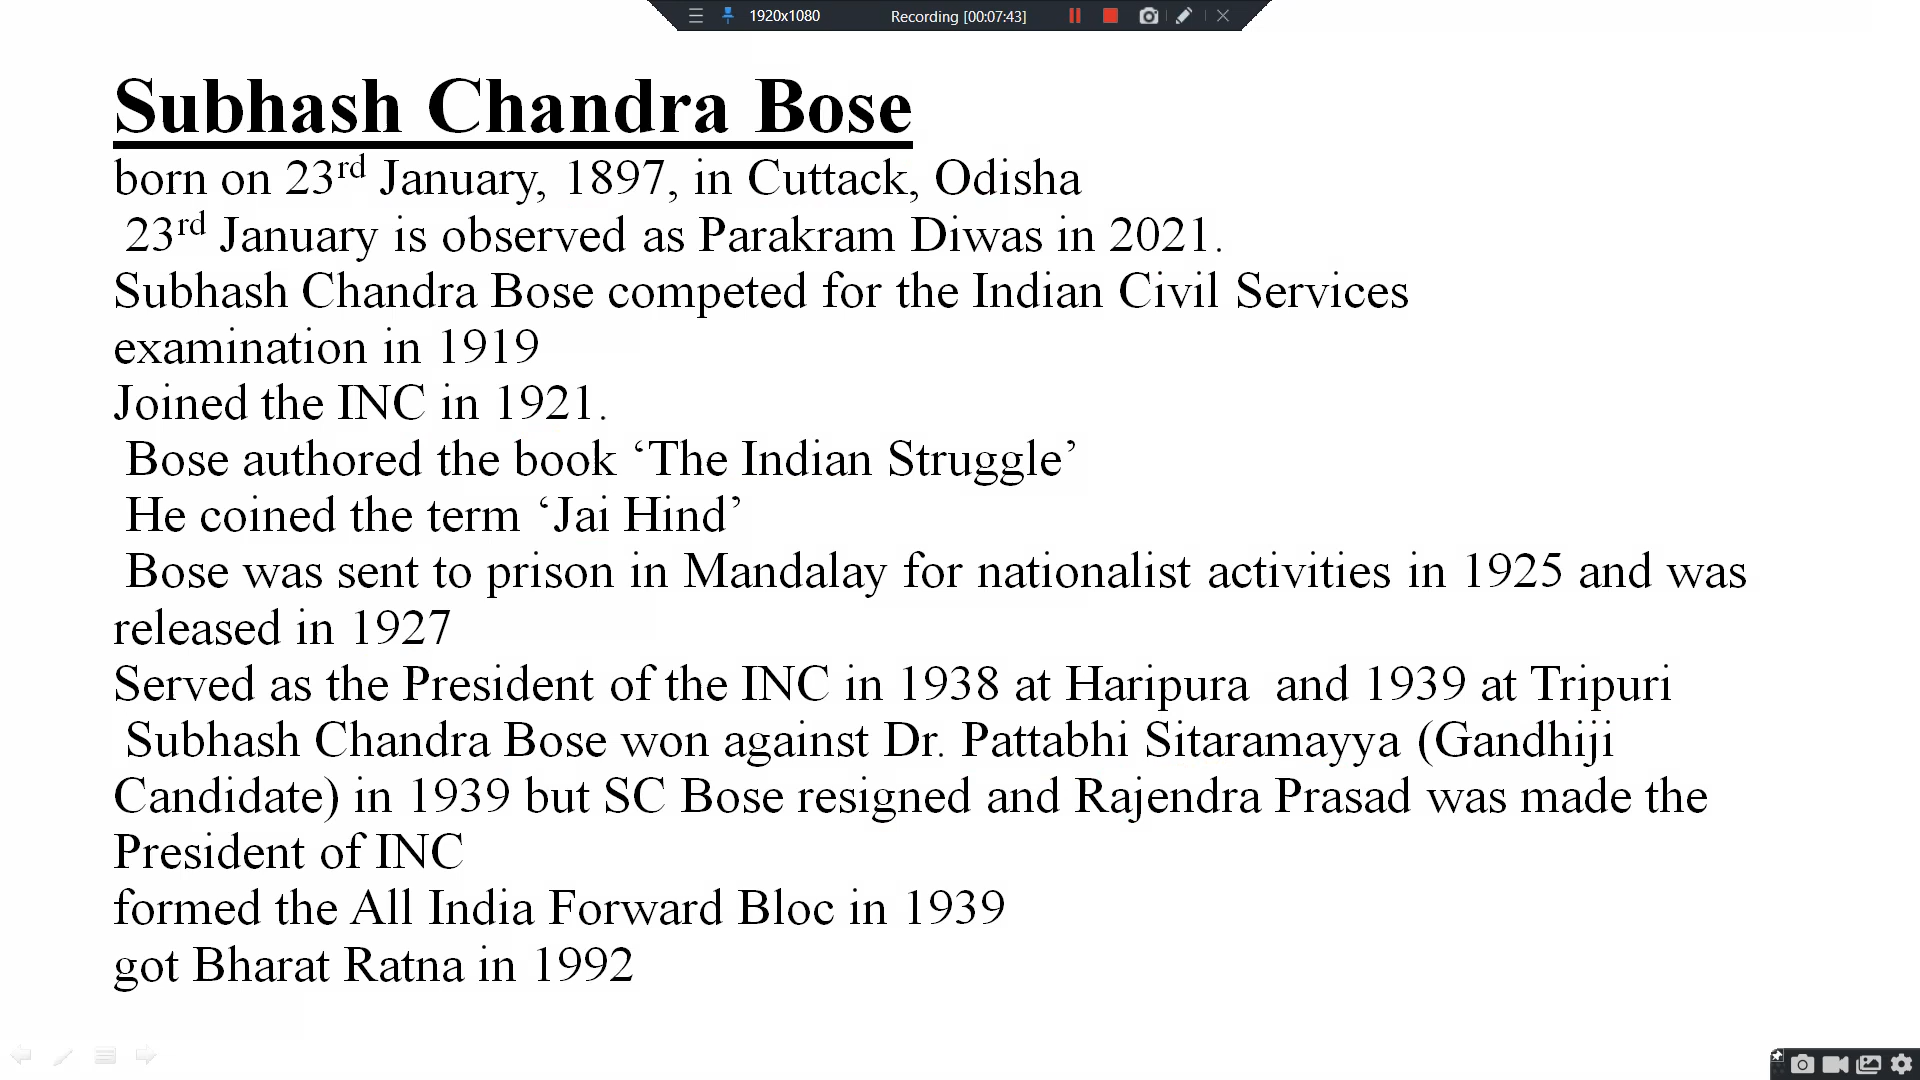 1920x1080 Recording [00:07:43]
Subhash Chandra Bose
born on 23rd January, 1897, in Cuttack, Odisha
23rd January is observed as Parakram Diwas in 2021.
Subhash Chandra Bose competed for the Indian Civil Services
examination in 1919
Joined the INC in 1921.
Bose authored the book ‘The Indian Struggle’
He coined the term ‘Jai Hind’
Bose was sent to prison in Mandalay for nationalist activities in 1925 and was
released in 1927
Served as the President of the INC in 1938 at Haripura and 1939 at Tripuri
Subhash Chandra Bose won against Dr. Pattabhi Sitaramayya (Gandhiji
Candidate) in 1939 but SC Bose resigned and Rajendra Prasad was made the
President of INC
formed the All India Forward Bloc in 1939
got Bharat Ratna in 1992